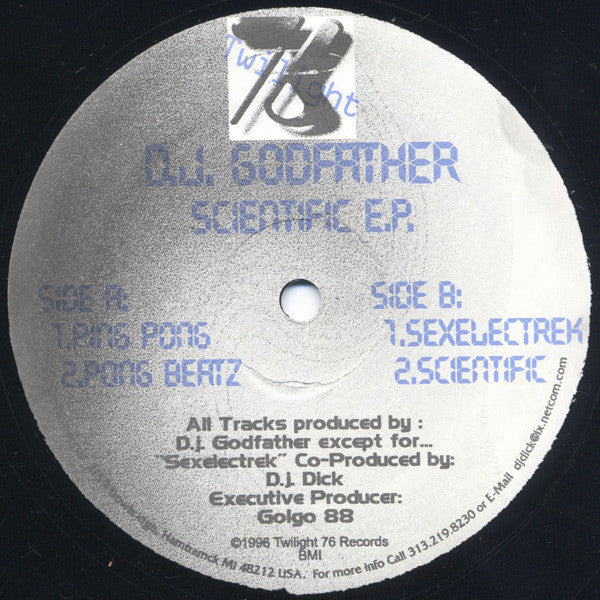 Twilight
76
D.J. GODFATHER
SCIENTIFIC E.P.
SIDE A:
1.PING PONG
2.PONG BEATZ
SIDE B:
1.SEXELECTREK
2.SCIENTIFIC
All Tracks produced by :
D.j. Godfather except for...
"Sexelectrek" Co-Produced by:
D.j. Dick
Executive Producer:
Golgo 88
©1996 Twilight 76 Records
BMI
Hamtramck MI 48212 USA. For more info Call 313.219.8230 or E-Mail djdick@ix.netcom.com